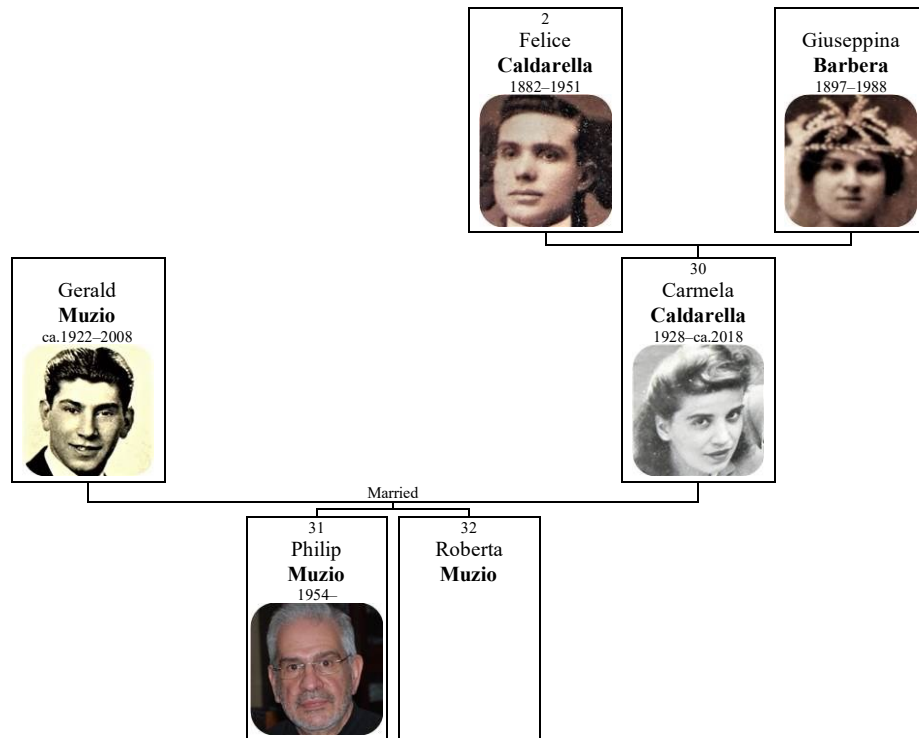 2
Felice
Caldarella
1882–1951
Giuseppina
Barbera
1897–1988
Gerald
Muzio
ca.1922–2008
30
Carmela
Caldarella
1928–ca.2018
Married
31
Philip
Muzio
1954–
32
Roberta
Muzio